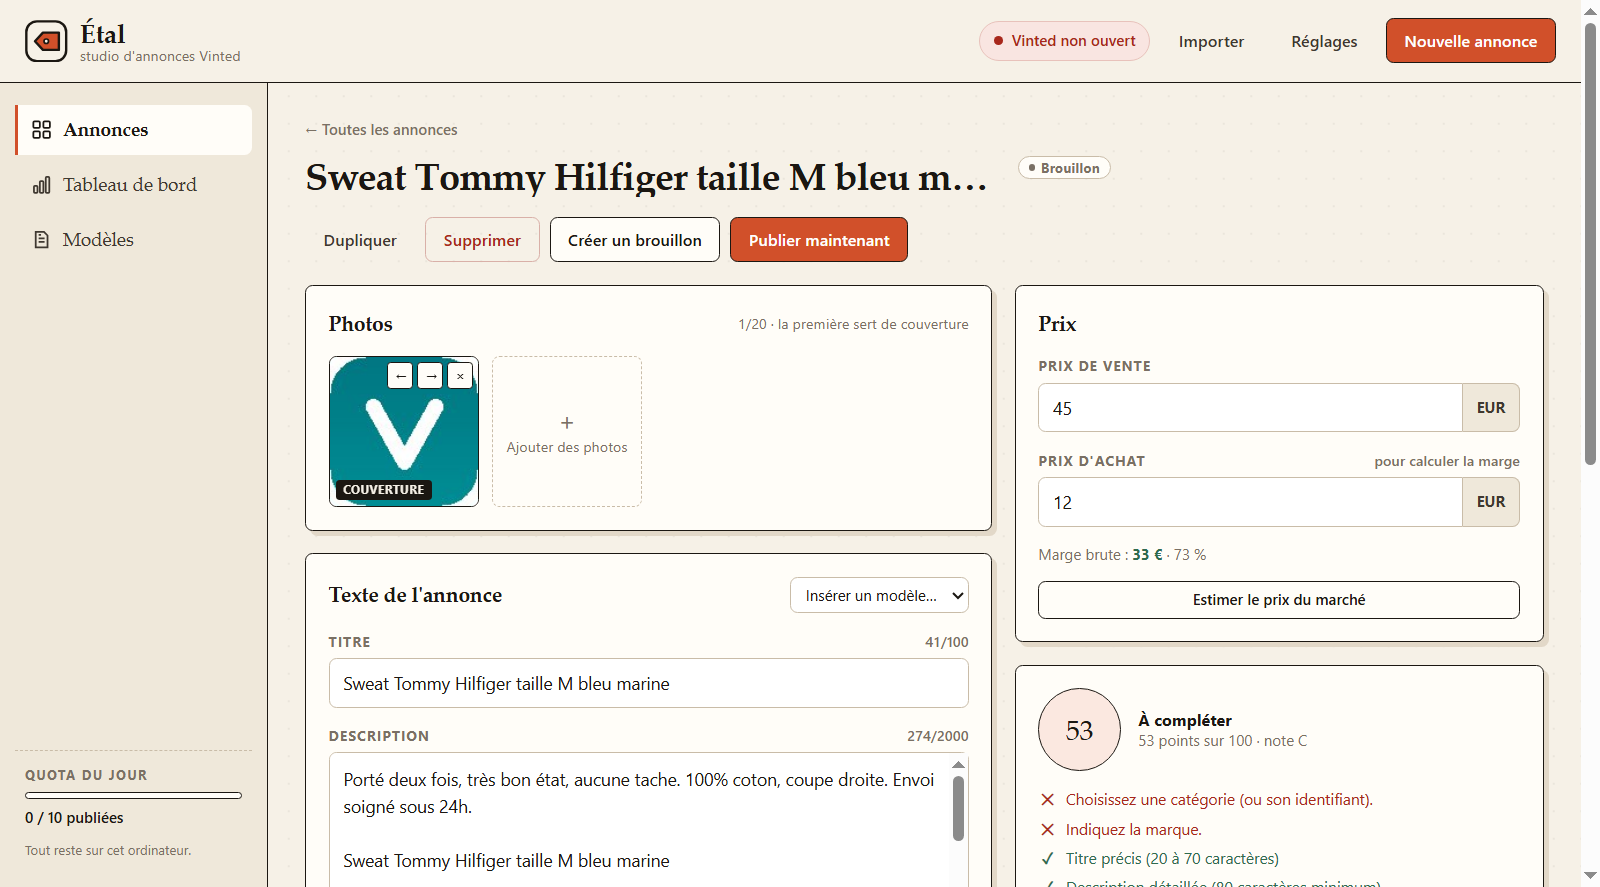 Étal
studio d'annonces Vinted
Vinted non ouvert
Importer
Réglages
Nouvelle annonce
Annonces
Tableau de bord
Modèles
QUOTA DU JOUR
0 / 10 publiées
Tout reste sur cet ordinateur.
← Toutes les annonces
Sweat Tommy Hilfiger taille M bleu m…
Brouillon
Dupliquer
Supprimer
Créer un brouillon
Publier maintenant
Photos
1/20 · la première sert de couverture
← → ×
V
COUVERTURE
+
Ajouter des photos
Texte de l'annonce
Insérer un modèle...
TITRE
41/100
Sweat Tommy Hilfiger taille M bleu marine
DESCRIPTION
274/2000
Porté deux fois, très bon état, aucune tache. 100% coton, coupe droite. Envoi
soigné sous 24h.
Sweat Tommy Hilfiger taille M bleu marine
Prix
PRIX DE VENTE
45
EUR
PRIX D'ACHAT
pour calculer la marge
12
EUR
Marge brute : 33 € · 73 %
Estimer le prix du marché
53
À compléter
53 points sur 100 · note C
✕ Choisissez une catégorie (ou son identifiant).
✕ Indiquez la marque.
✓ Titre précis (20 à 70 caractères)
✓ Description détaillée (80 caractères minimum)